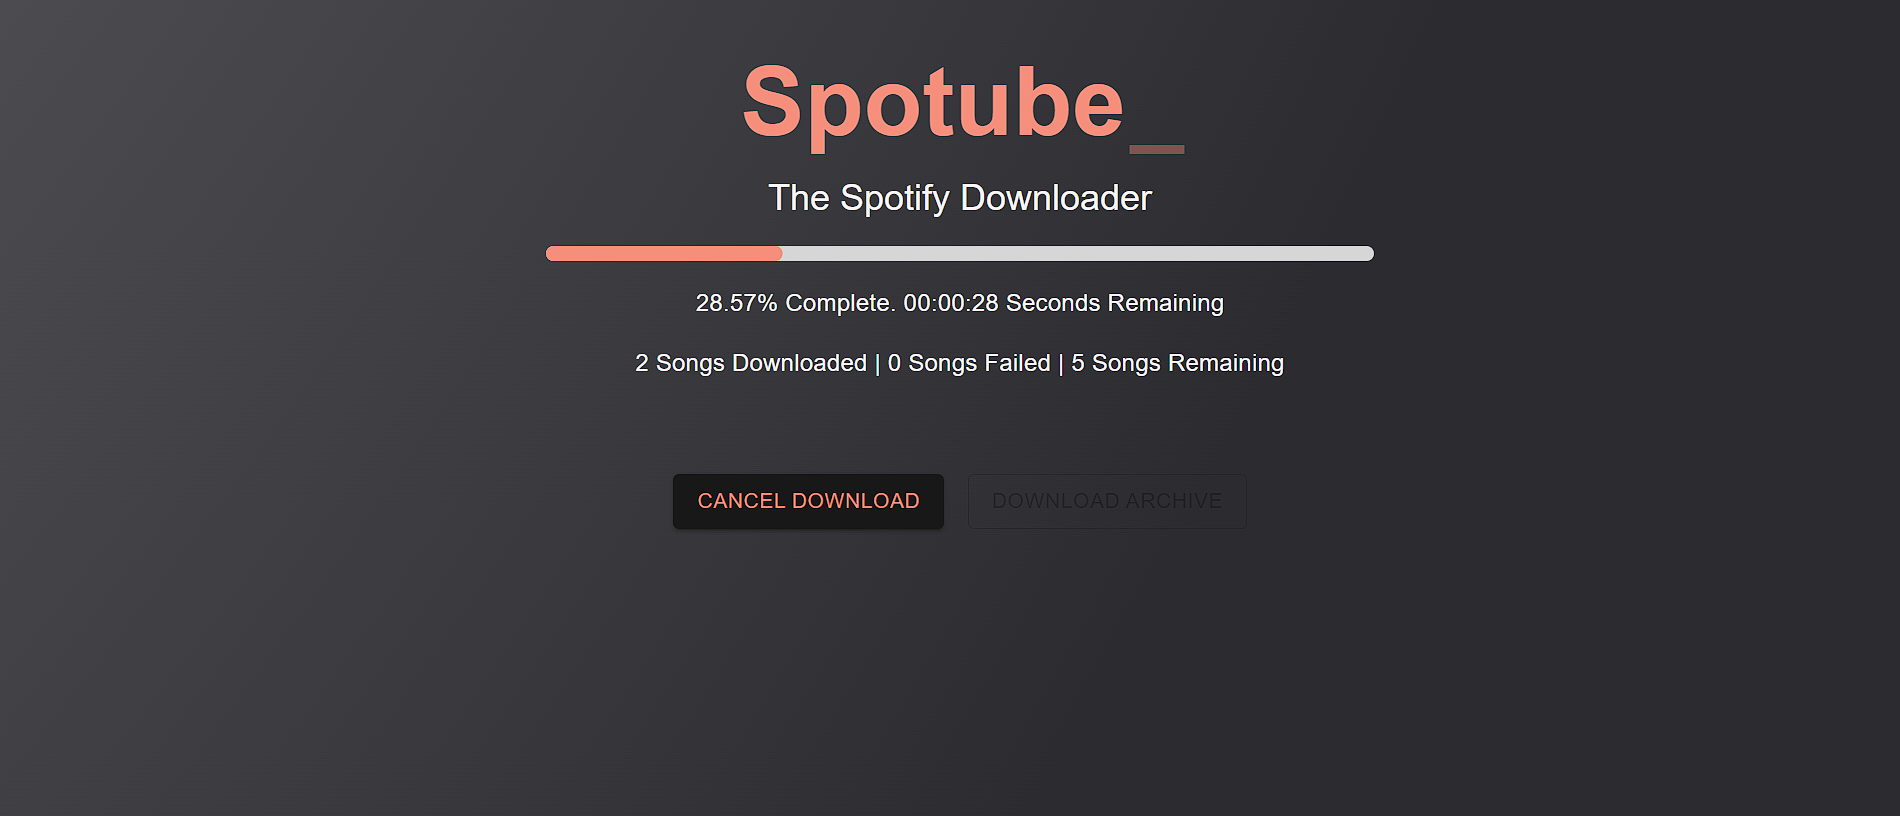 Spotube_
The Spotify Downloader
28.57% Complete. 00:00:28 Seconds Remaining
2 Songs Downloaded | 0 Songs Failed | 5 Songs Remaining
CANCEL DOWNLOAD
DOWNLOAD ARCHIVE